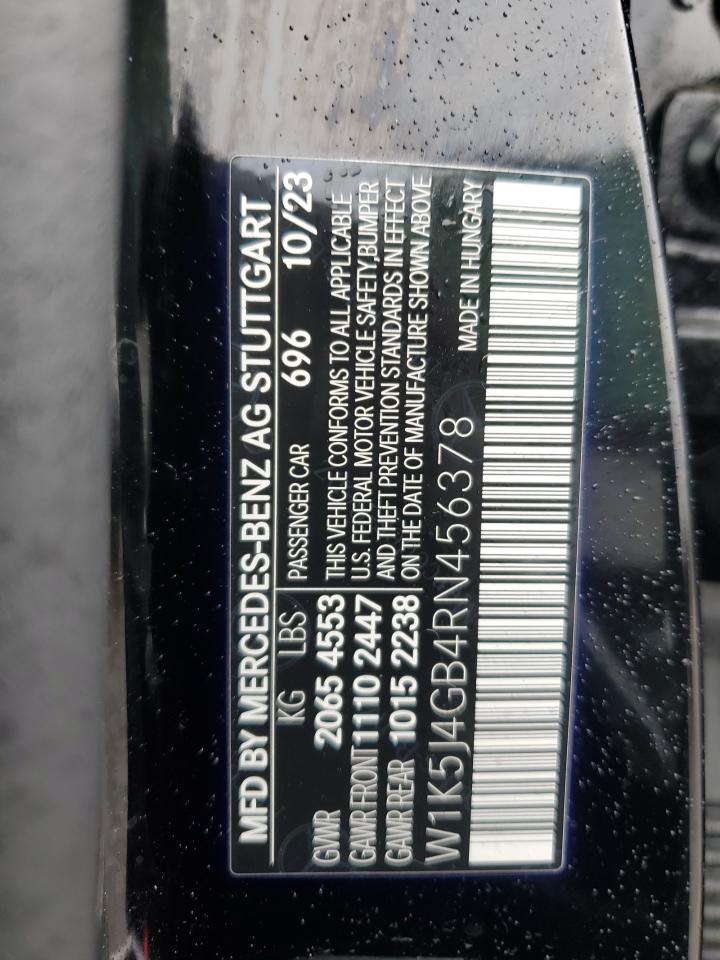 MFD BY MERCEDES-BENZ AG STUTTGART
KG LBS
GVWR 2065 4553
GAWR FRONT 1110 2447
GAWR REAR 1015 2238
PASSENGER CAR 696 10/23
THIS VEHICLE CONFORMS TO ALL APPLICABLE
U.S. FEDERAL MOTOR VEHICLE SAFETY,BUMPER
AND THEFT PREVENTION STANDARDS IN EFFECT
ON THE DATE OF MANUFACTURE SHOWN ABOVE
W1K5J4GB4RN456378 MADE IN HUNGARY